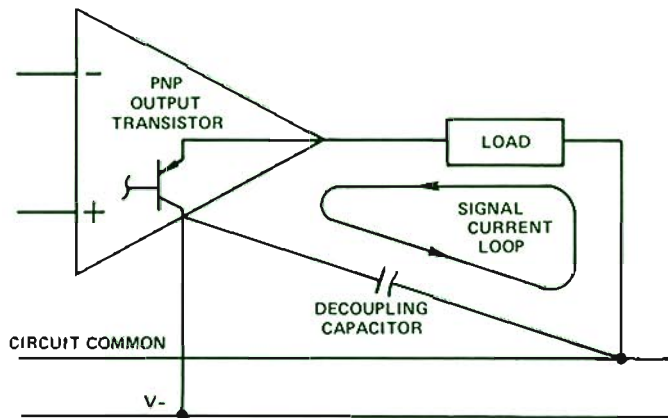 -
+
PNP
OUTPUT
TRANSISTOR
LOAD
SIGNAL
CURRENT
LOOP
DECOUPLING
CAPACITOR
CIRCUIT COMMON
V-